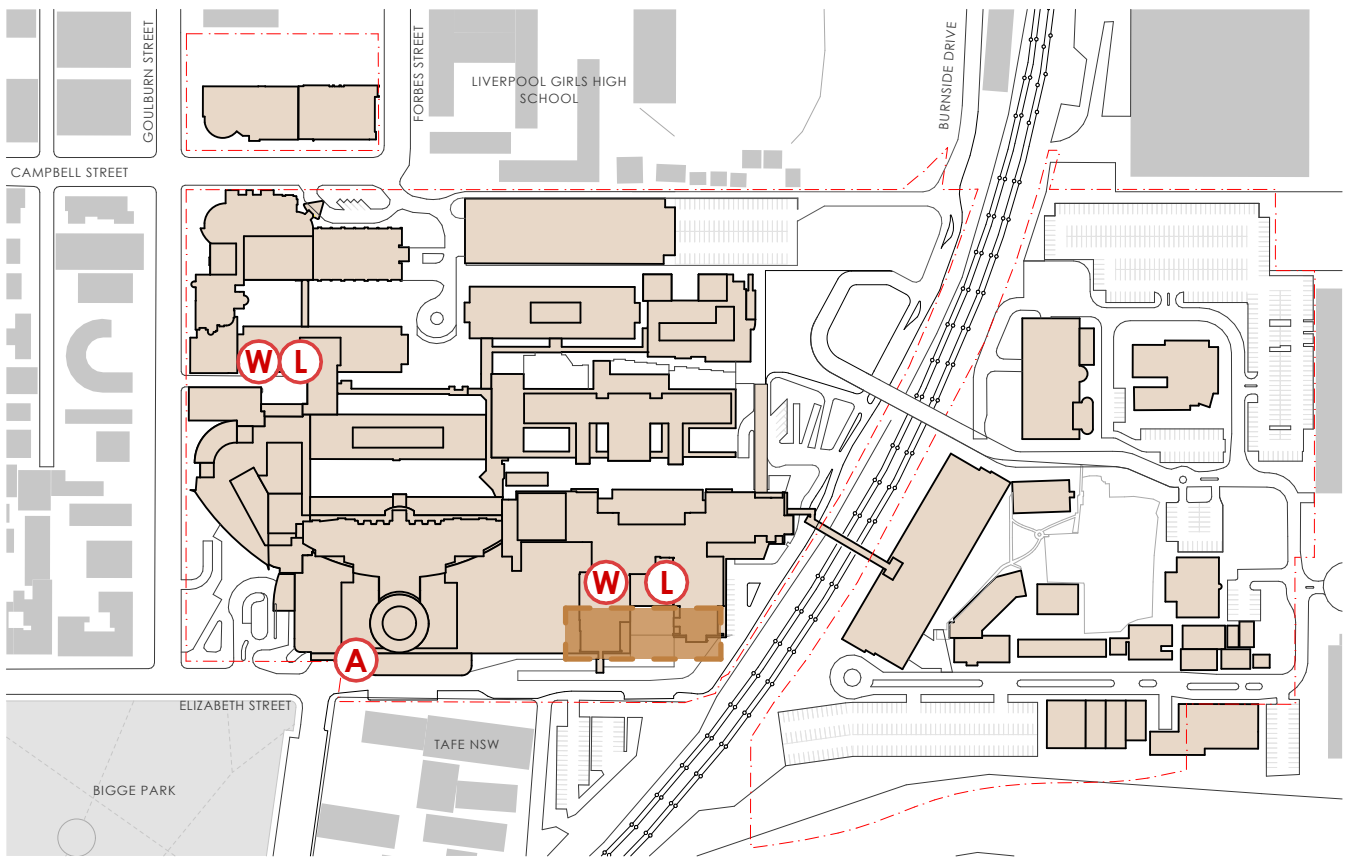 GOULBURN STREET
FORBES STREET
LIVERPOOL GIRLS HIGH
SCHOOL
BURNSIDE DRIVE
CAMPBELL STREET
W
L
W
L
A
ELIZABETH STREET
TAFE NSW
BIGGE PARK